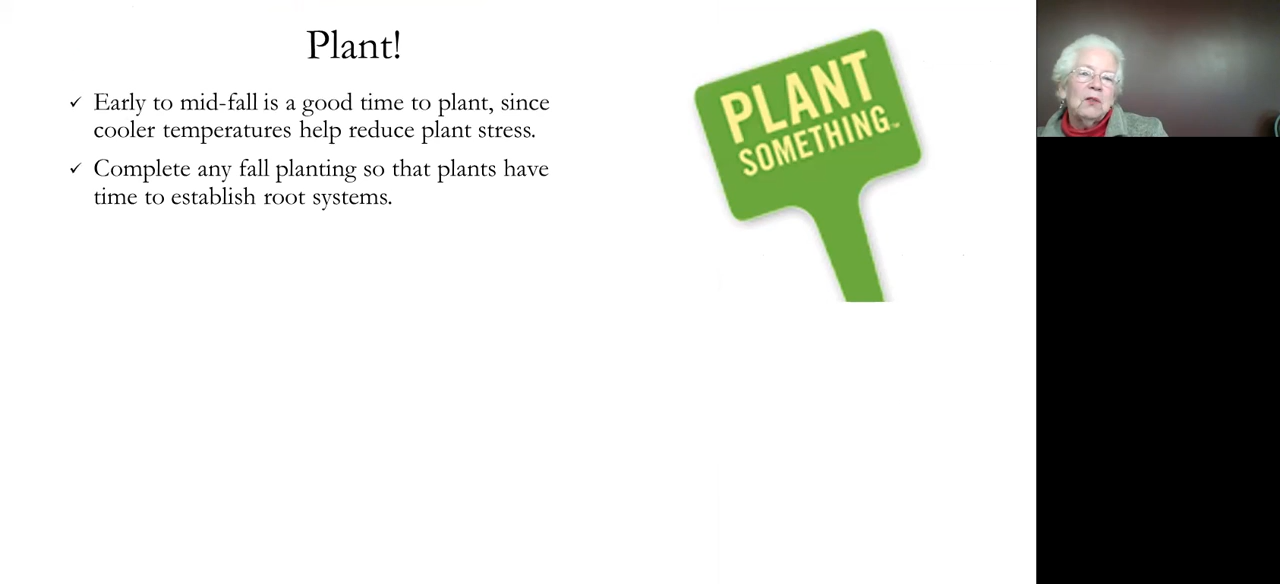 Plant!
✓ Early to mid-fall is a good time to plant, since
cooler temperatures help reduce plant stress.
✓ Complete any fall planting so that plants have
time to establish root systems.
PLANT
SOMETHING™